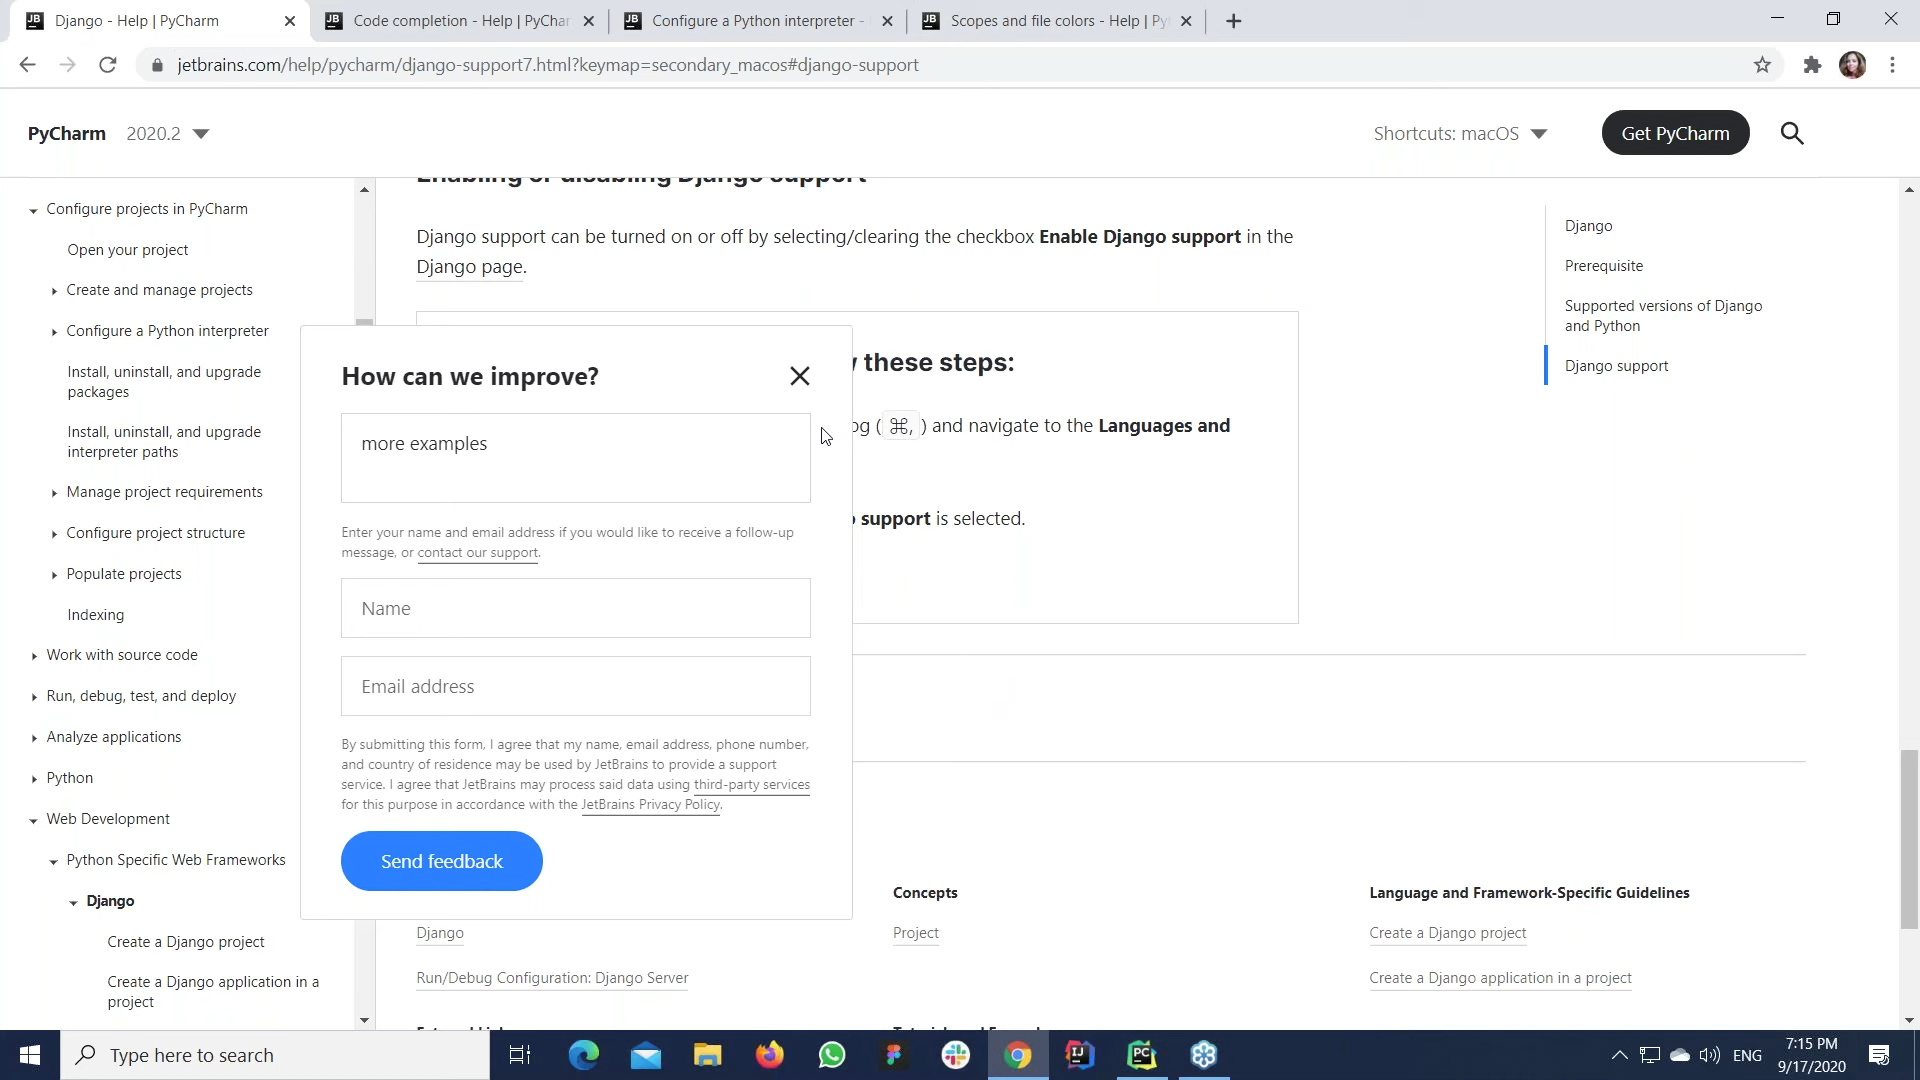 Django - Help | PyCharm
Code completion - Help | PyChar
Configure a Python interpreter -
Scopes and file colors - Help | Py
jetbrains.com/help/pycharm/django-support7.html?keymap=secondary_macos#django-support
PyCharm 2020.2
Shortcuts: macOS
Get PyCharm
Configure projects in PyCharm
Open your project
Create and manage projects
Configure a Python interpreter
Install, uninstall, and upgrade
packages
Install, uninstall, and upgrade
interpreter paths
Manage project requirements
Configure project structure
Populate projects
Indexing
Work with source code
Run, debug, test, and deploy
Analyze applications
Python
Web Development
Python Specific Web Frameworks
Django
Create a Django project
Create a Django application in a
project
Enabling or disabling Django support
Django support can be turned on or off by selecting/clearing the checkbox Enable Django support in the
Django page.
these steps:
og (⌘,) and navigate to the Languages and
support is selected.
How can we improve?
more examples
Enter your name and email address if you would like to receive a follow-up
message, or contact our support.
Name
Email address
By submitting this form, I agree that my name, email address, phone number,
and country of residence may be used by JetBrains to provide a support
service. I agree that JetBrains may process said data using third-party services
for this purpose in accordance with the JetBrains Privacy Policy.
Send feedback
Django
Run/Debug Configuration: Django Server
Concepts
Project
Language and Framework-Specific Guidelines
Create a Django project
Create a Django application in a project
Django
Prerequisite
Supported versions of Django
and Python
Django support
Type here to search
ENG
7:15 PM
9/17/2020